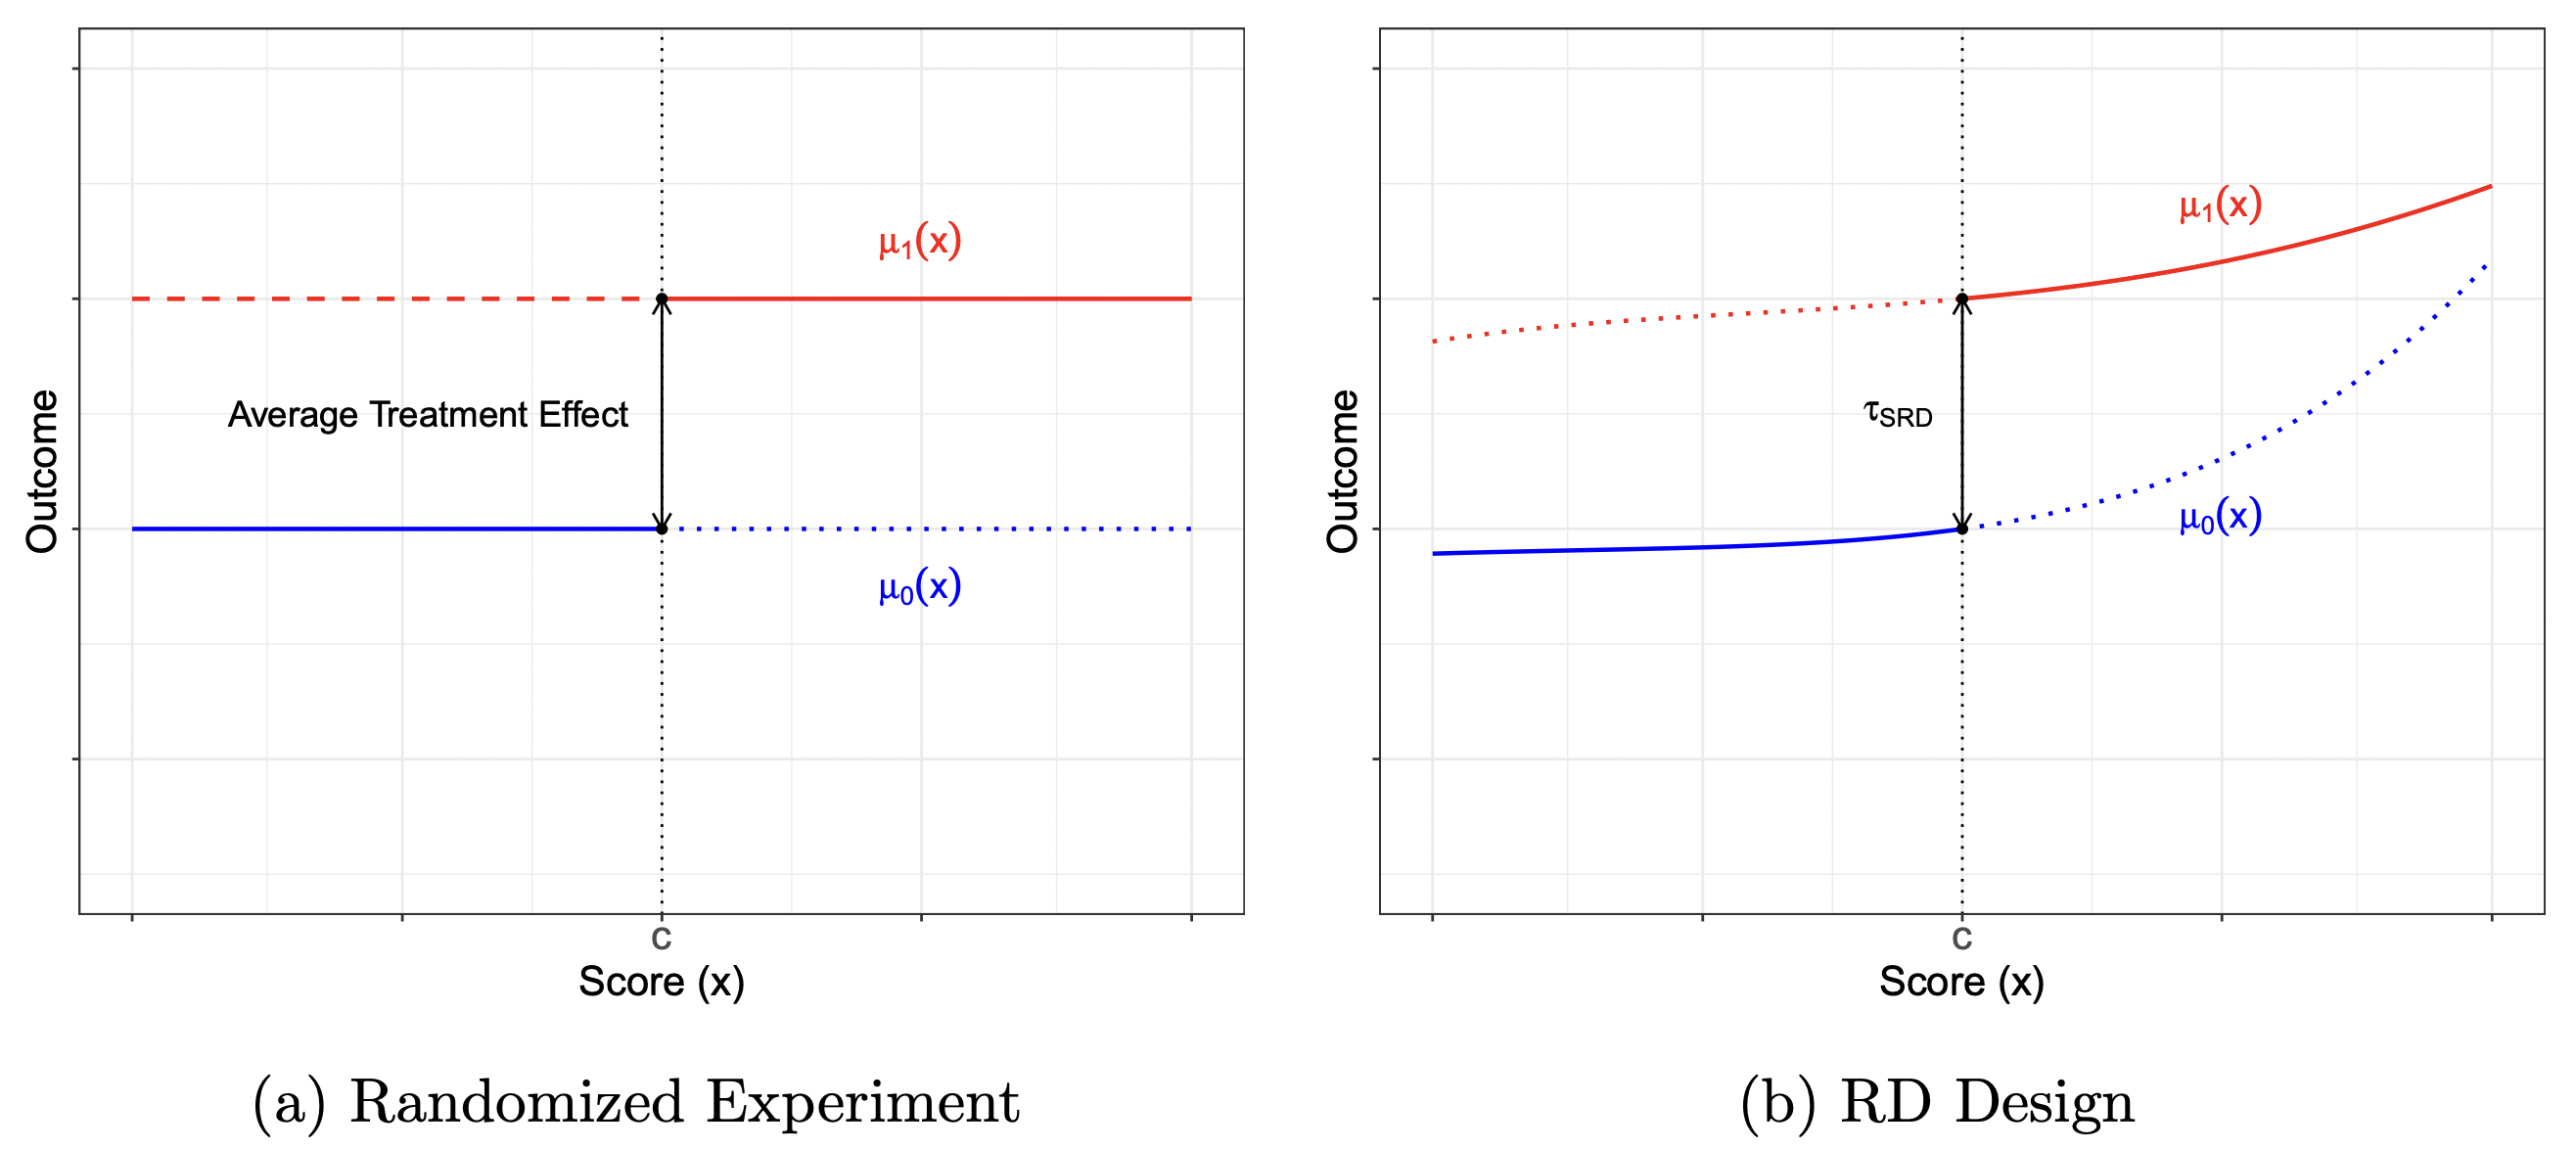 Outcome
μ₁(x)
Average Treatment Effect
μ₀(x)
C
Score (x)
(a) Randomized Experiment
Outcome
μ₁(x)
τSRD
μ₀(x)
C
Score (x)
(b) RD Design